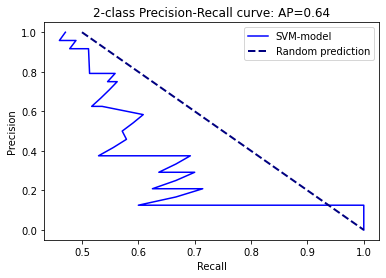 2-class Precision-Recall curve: AP=0.64
SVM-model
Random prediction
Precision
1.0
0.8
0.6
0.4
0.2
0.0
0.5
0.6
0.7
0.8
0.9
1.0
Recall